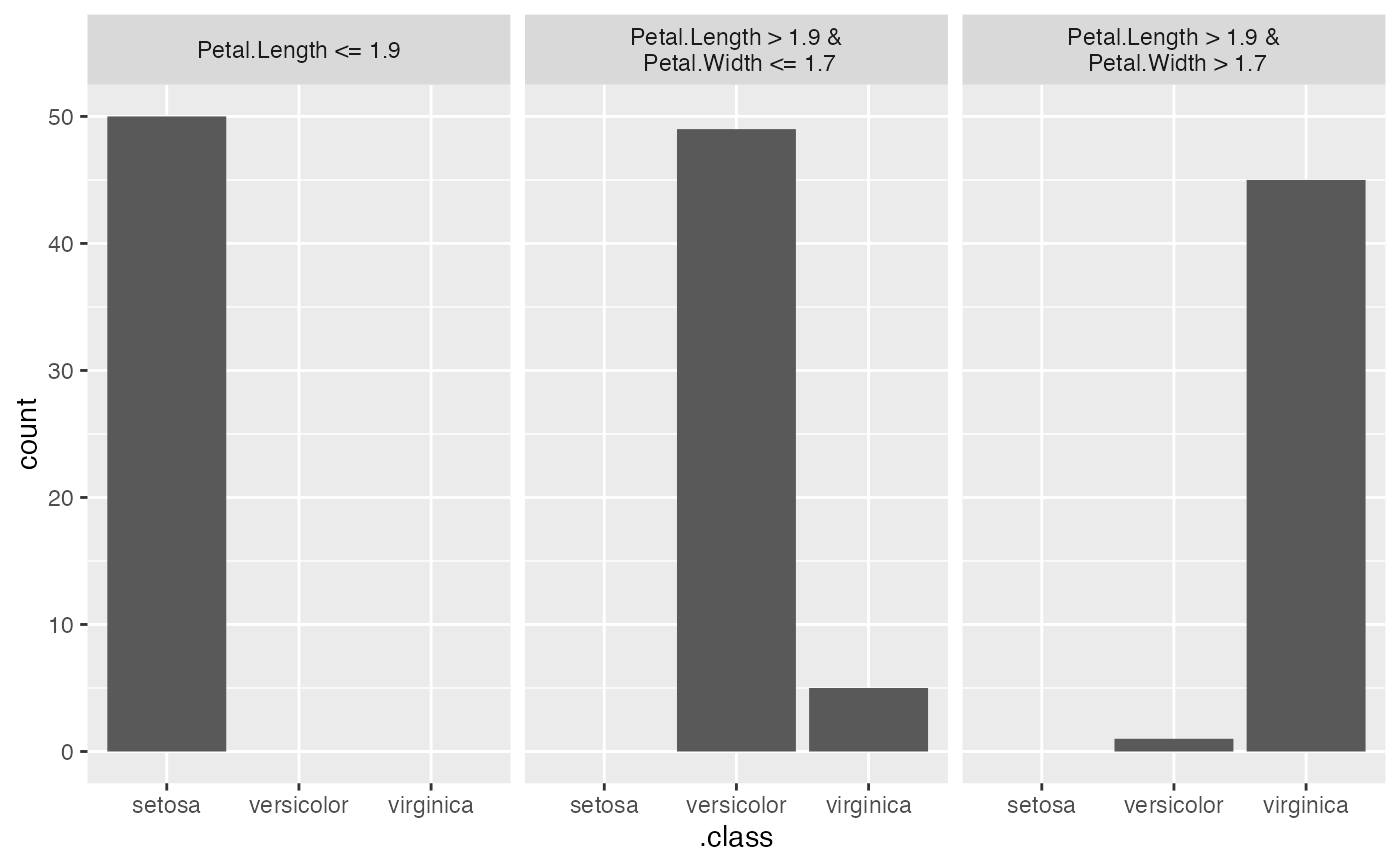 Petal.Length <= 1.9
Petal.Length > 1.9 &
Petal.Width <= 1.7
Petal.Length > 1.9 &
Petal.Width > 1.7
count
50
40
30
20
10
0
setosa versicolor virginica
setosa versicolor virginica
setosa versicolor virginica
.class